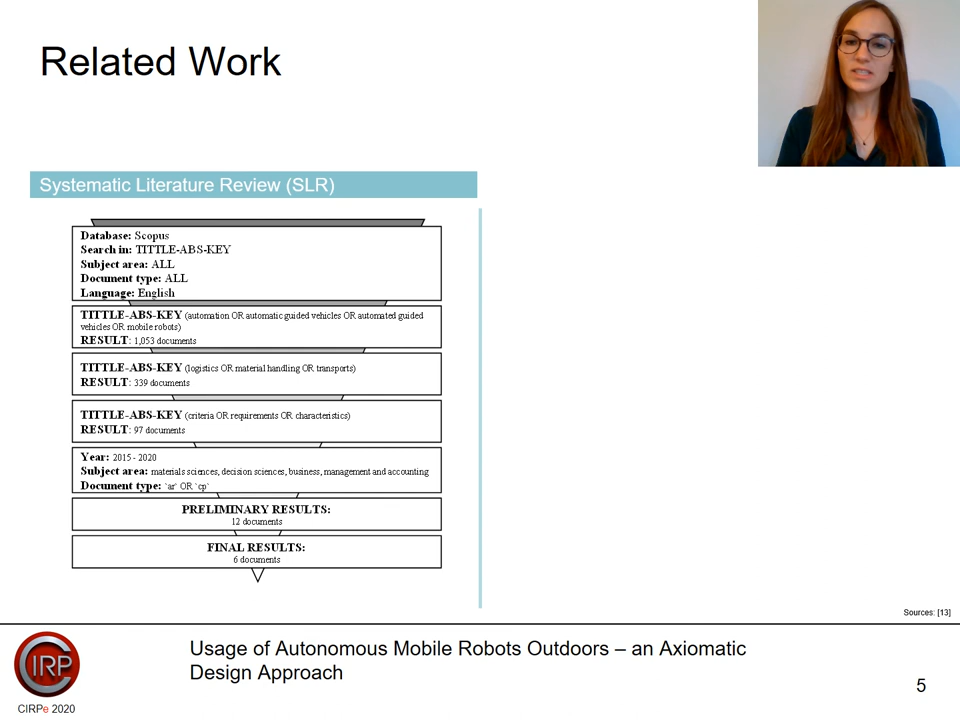 Related Work
Systematic Literature Review (SLR)
Database: Scopus
Search in: TITTLE-ABS-KEY
Subject area: ALL
Document type: ALL
Language: English
TITTLE-ABS-KEY (automation OR automatic guided vehicles OR automated guided
vehicles OR mobile robots)
RESULT: 1,053 documents
TITTLE-ABS-KEY (logistics OR material handling OR transports)
RESULT: 339 documents
TITTLE-ABS-KEY (criteria OR requirements OR characteristics)
RESULT: 97 documents
Year: 2015 - 2020
Subject area: materials sciences, decision sciences, business, management and accounting
Document type: `ar` OR `cp`
PRELIMINARY RESULTS:
12 documents
FINAL RESULTS:
6 documents
Sources: [13]
CIRP
CIRPe 2020
Usage of Autonomous Mobile Robots Outdoors – an Axiomatic
Design Approach
5